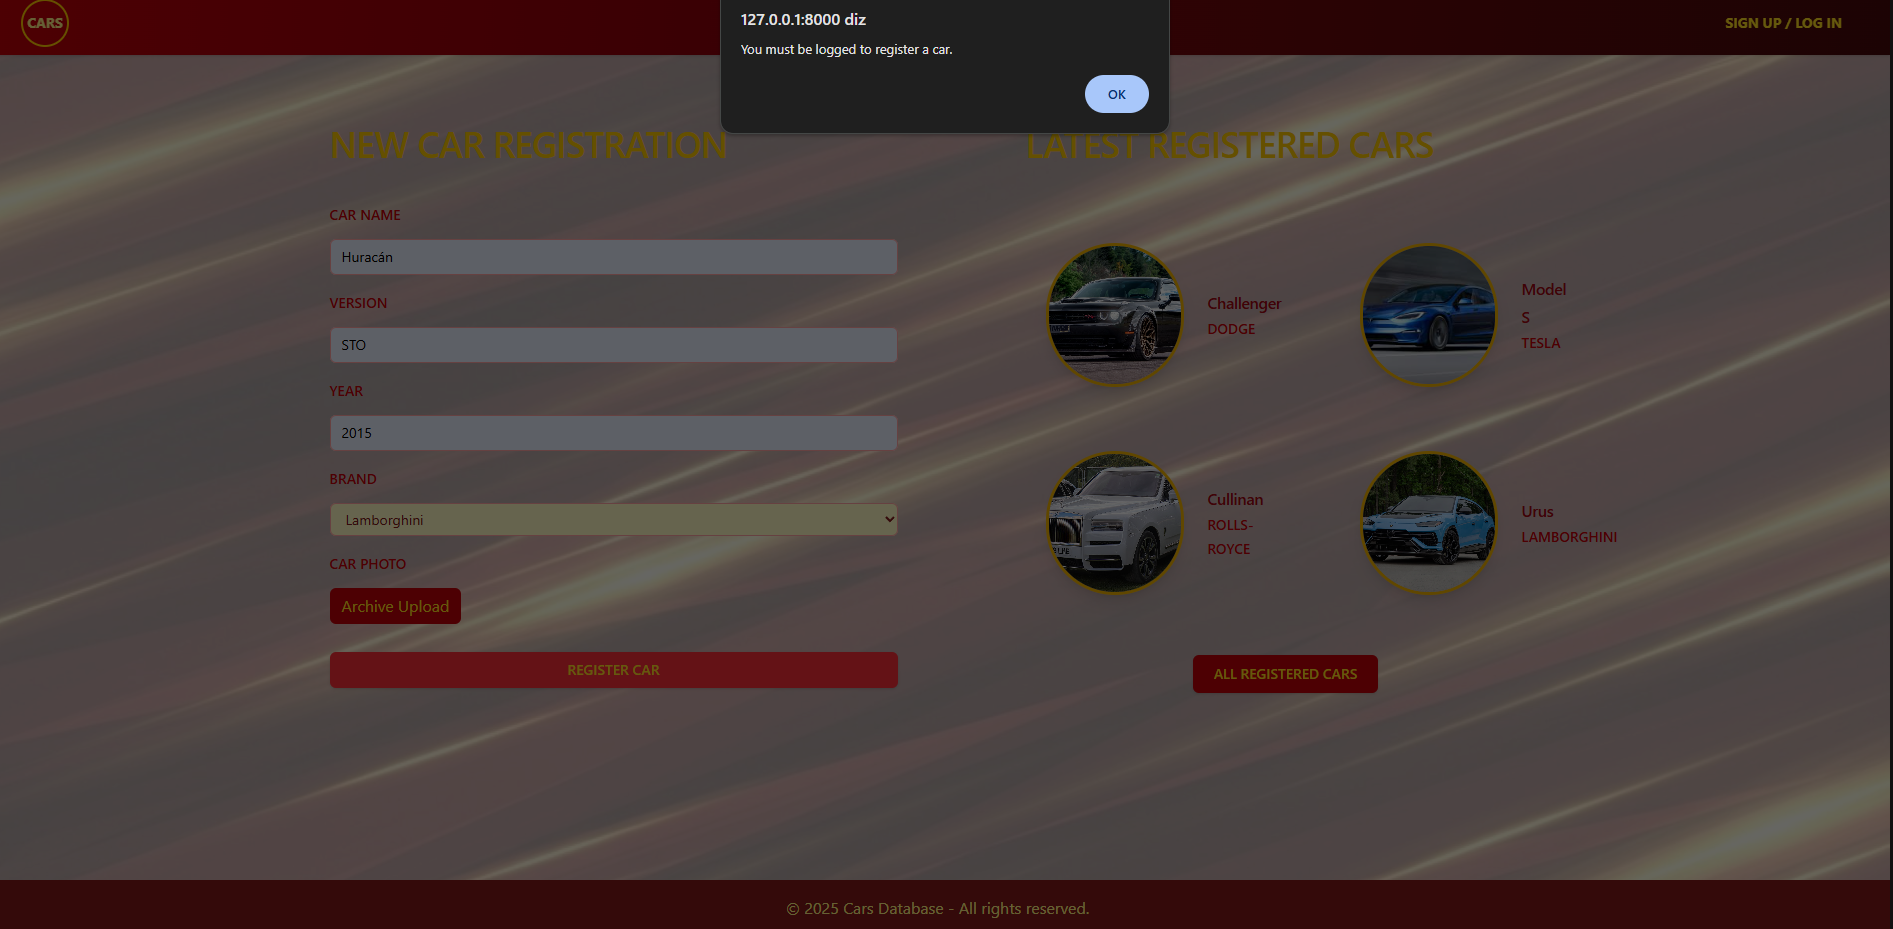 CARS
127.0.0.1:8000 diz
You must be logged to register a car.
OK
SIGN UP / LOG IN
NEW CAR REGISTRATION
CAR NAME
Huracán
VERSION
STO
YEAR
2015
BRAND
Lamborghini
CAR PHOTO
Archive Upload
REGISTER CAR
LATEST REGISTERED CARS
Challenger
DODGE
Model
S
TESLA
Cullinan
ROLLS-
ROYCE
Urus
LAMBORGHINI
ALL REGISTERED CARS
© 2025 Cars Database - All rights reserved.